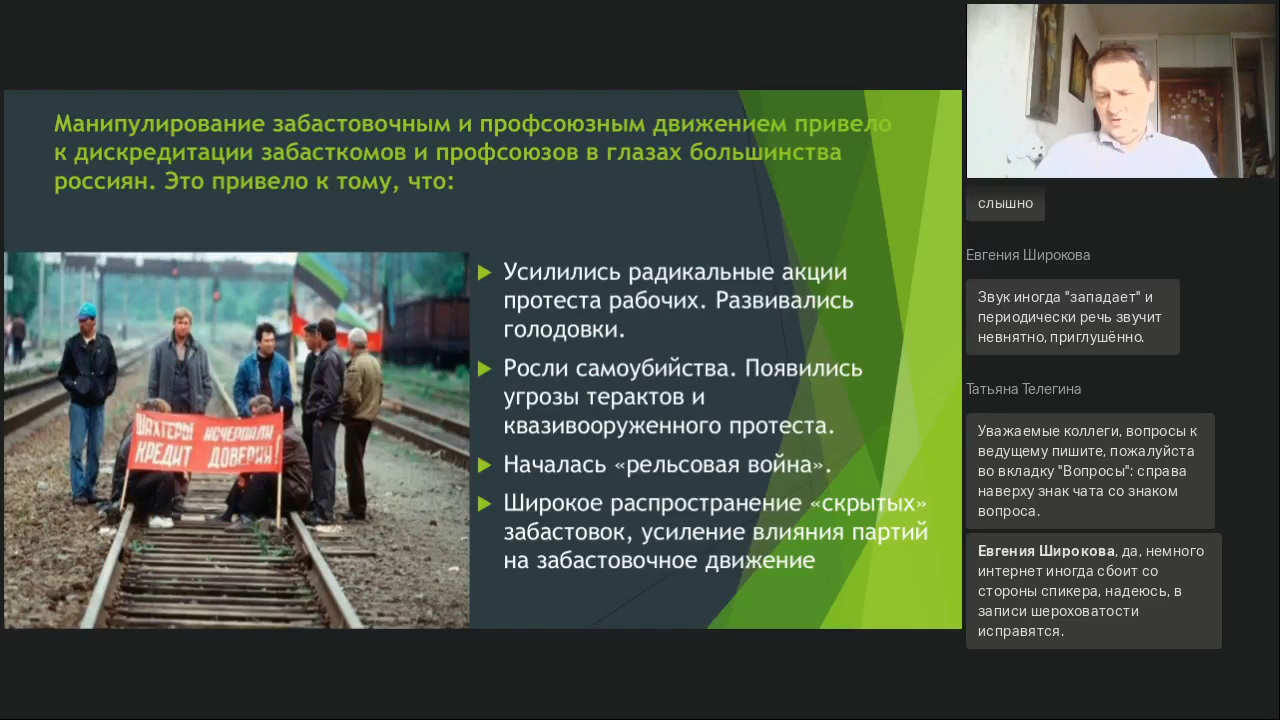 Манипулирование забастовочным и профсоюзным движением привело
к дискредитации забасткомов и профсоюзов в глазах большинства
россиян. Это привело к тому, что:
ШАХТЕРЫ ИСЧЕРПАЛИ
КРЕДИТ ДОВЕРИЯ!
Усилились радикальные акции
протеста рабочих. Развивались
голодовки.
Росли самоубийства. Появились
угрозы терактов и
квазивооруженного протеста.
Началась «рельсовая война».
Широкое распространение «скрытых»
забастовок, усиление влияния партий
на забастовочное движение
слышно
Евгения Широкова
Звук иногда "западает" и
периодически речь звучит
невнятно, приглушённо.
Татьяна Телегина
Уважаемые коллеги, вопросы к
ведущему пишите, пожалуйста
во вкладку "Вопросы": справа
наверху знак чата со знаком
вопроса.
Евгения Широкова, да, немного
интернет иногда сбоит со
стороны спикера, надеюсь, в
записи шероховатости
исправятся.